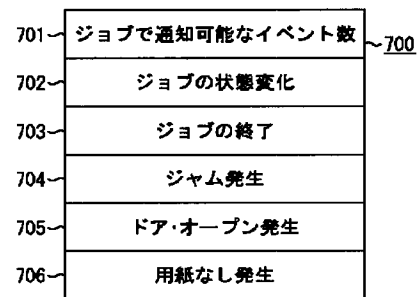 701 ジョブで通知可能なイベント数 700
702 ジョブの状態変化
703 ジョブの終了
704 ジャム発生
705 ドア・オープン発生
706 用紙なし発生